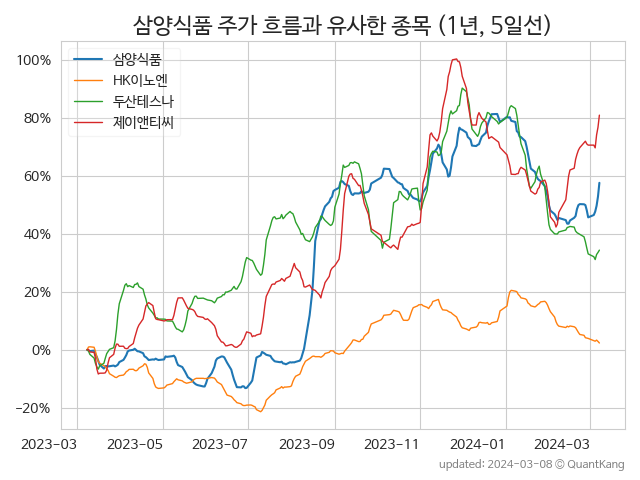 삼양식품 주가 흐름과 유사한 종목 (1년, 5일선)
삼양식품
HK이노엔
두산테스나
제이앤티씨
100%
80%
60%
40%
20%
0%
−20%
2023-03
2023-05
2023-07
2023-09
2023-11
2024-01
2024-03
updated: 2024-03-08 © QuantKang